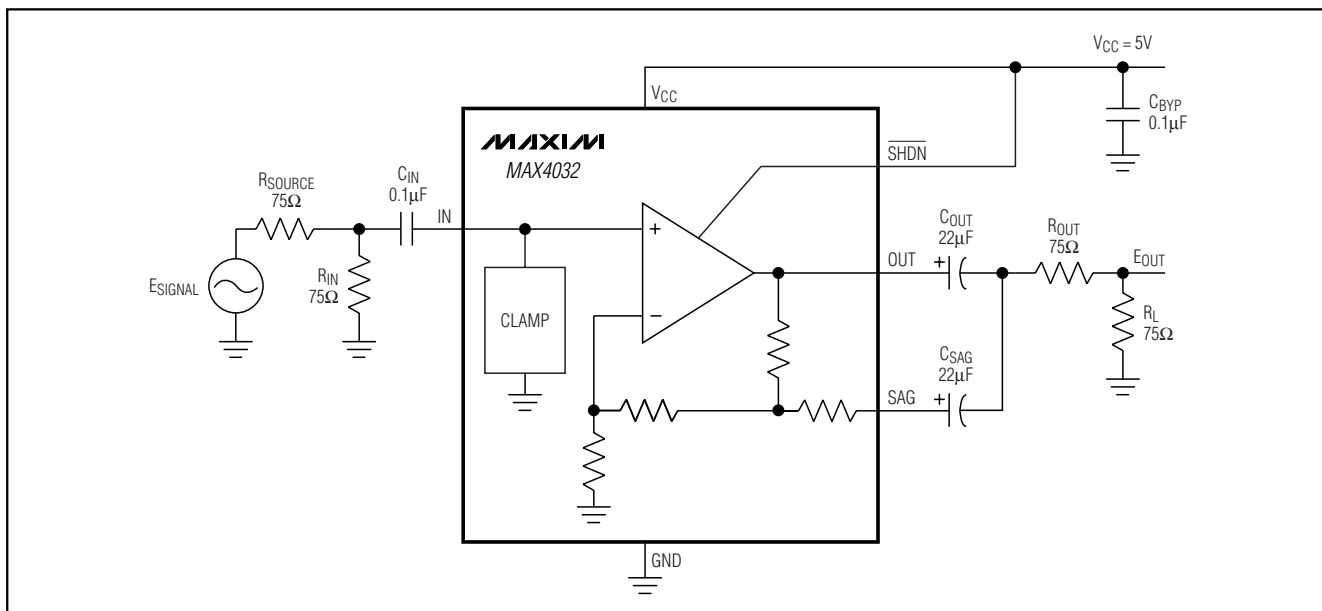 VCC = 5V
VCC
CBYP
0.1µF
MAXIM
MAX4032
SHDN
RSOURCE
75Ω
CIN
0.1µF
IN
RIN
75Ω
ESIGNAL
CLAMP
+
−
OUT
COUT
22µF
+
ROUT
75Ω
EOUT
RL
75Ω
CSAG
22µF
+
SAG
GND